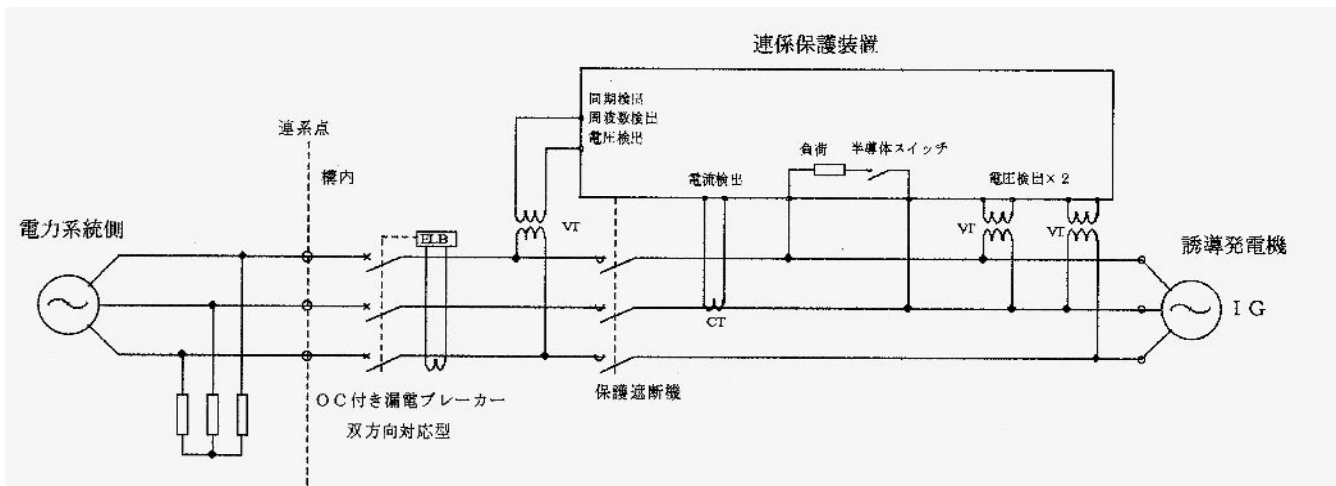 連係保護装置
同期検出
周波数検出
電圧検出
連系点
構内
負荷
半導体スイッチ
電流検出
電圧検出×2
電力系統側
ELB
VT
VT
VT
誘導発電機
IG
CT
保護遮断機
OC付き漏電ブレーカー
双方向対応型